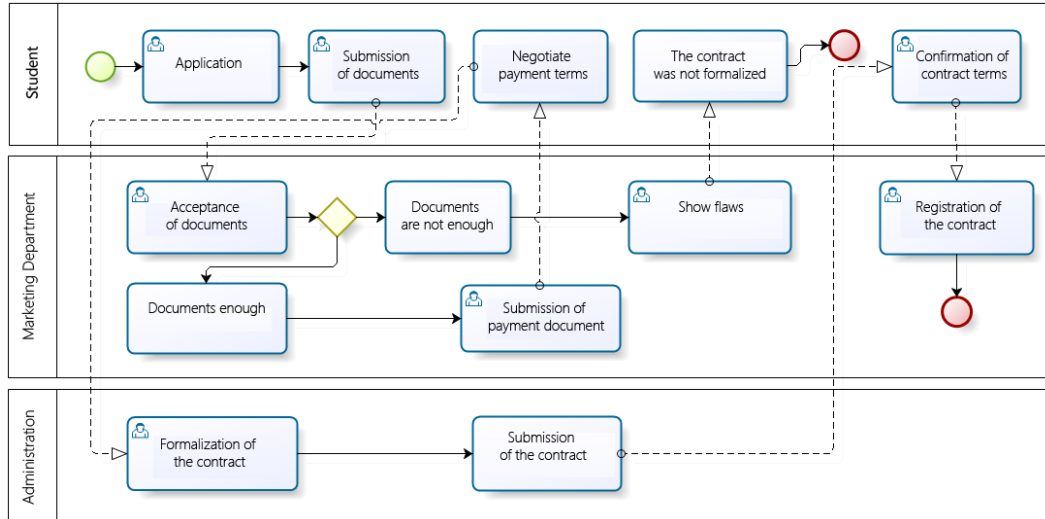 Student
Application
Submission
of documents
Negotiate
payment terms
The contract
was not formalized
Confirmation of
contract terms
Marketing Department
Acceptance
of documents
Documents
are not enough
Show flaws
Registration of
the contract
Documents enough
Submission of
payment document
Administration
Formalization of
the contract
Submission
of the contract